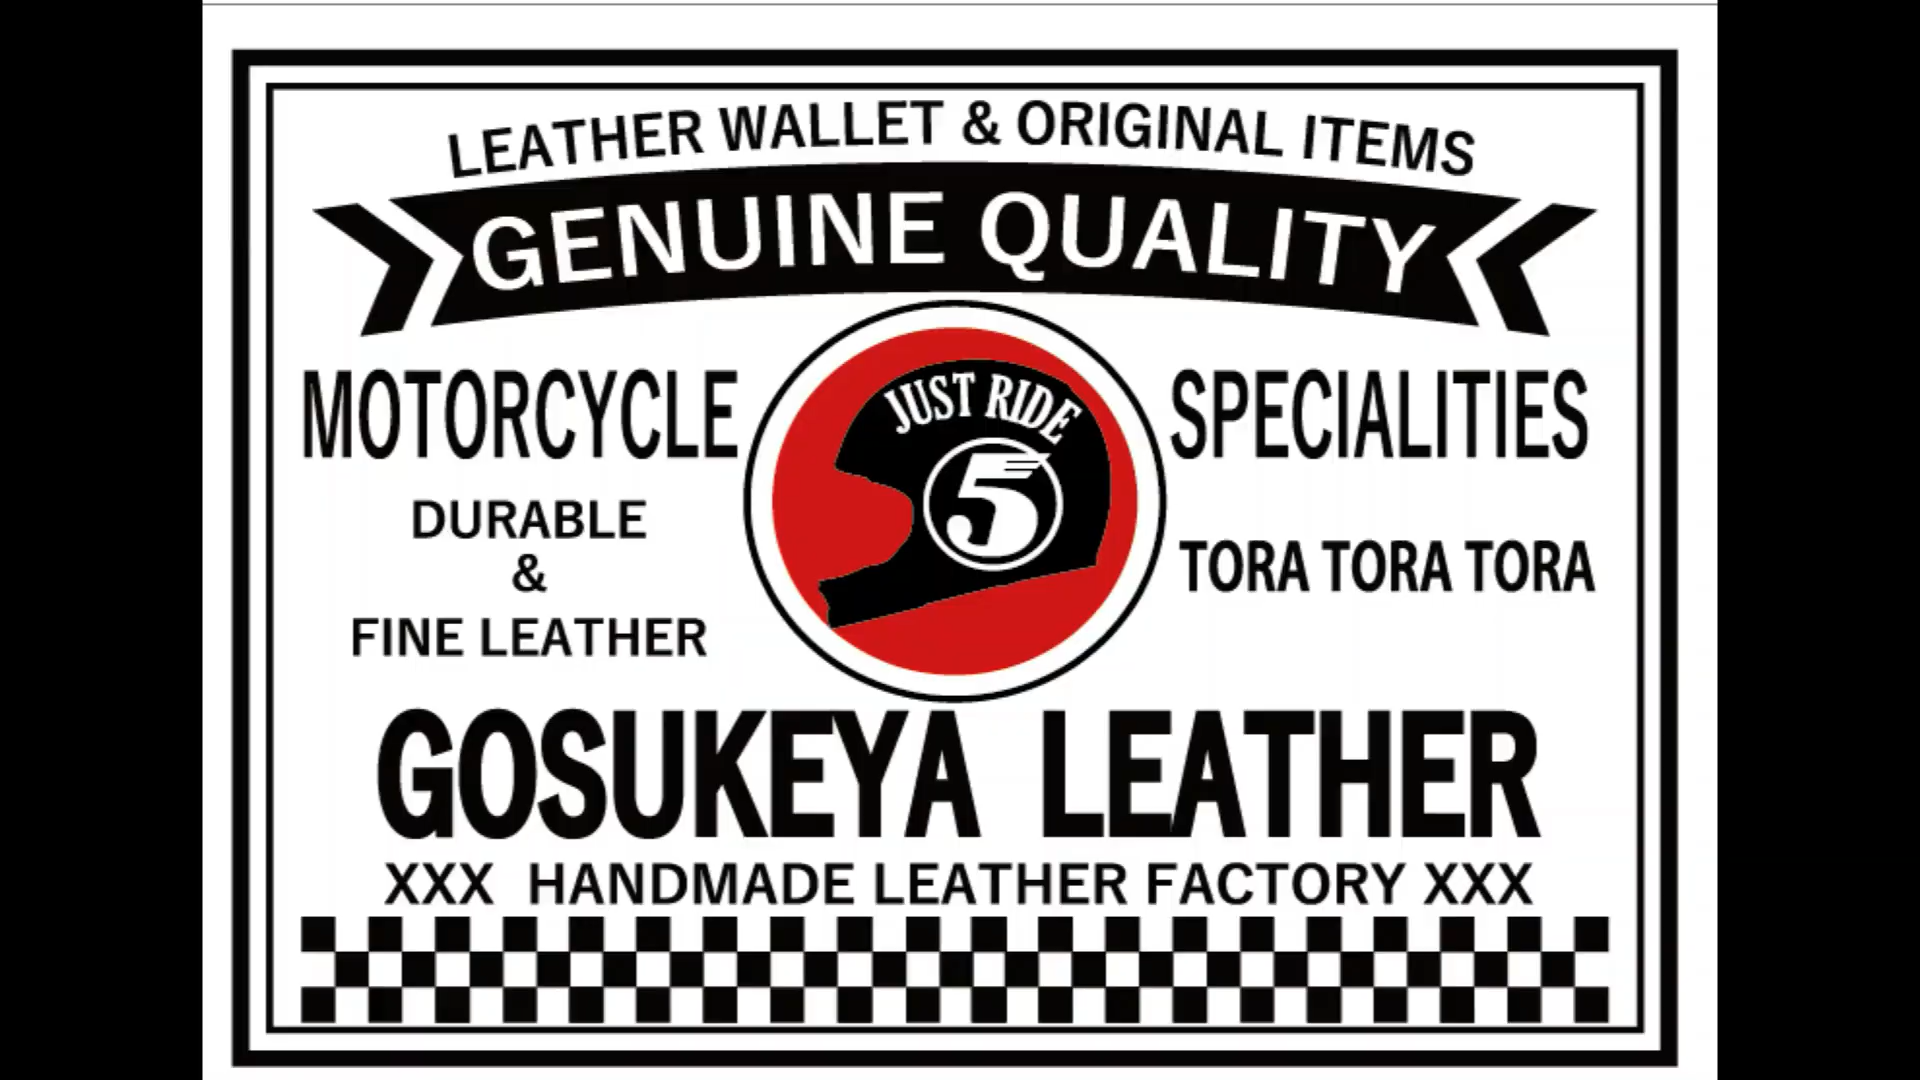 LEATHER WALLET & ORIGINAL ITEMS
GENUINE QUALITY
MOTORCYCLE
SPECIALITIES
JUST RIDE
5
DURABLE
&
FINE LEATHER
TORA TORA TORA
GOSUKEYA LEATHER
XXX HANDMADE LEATHER FACTORY XXX